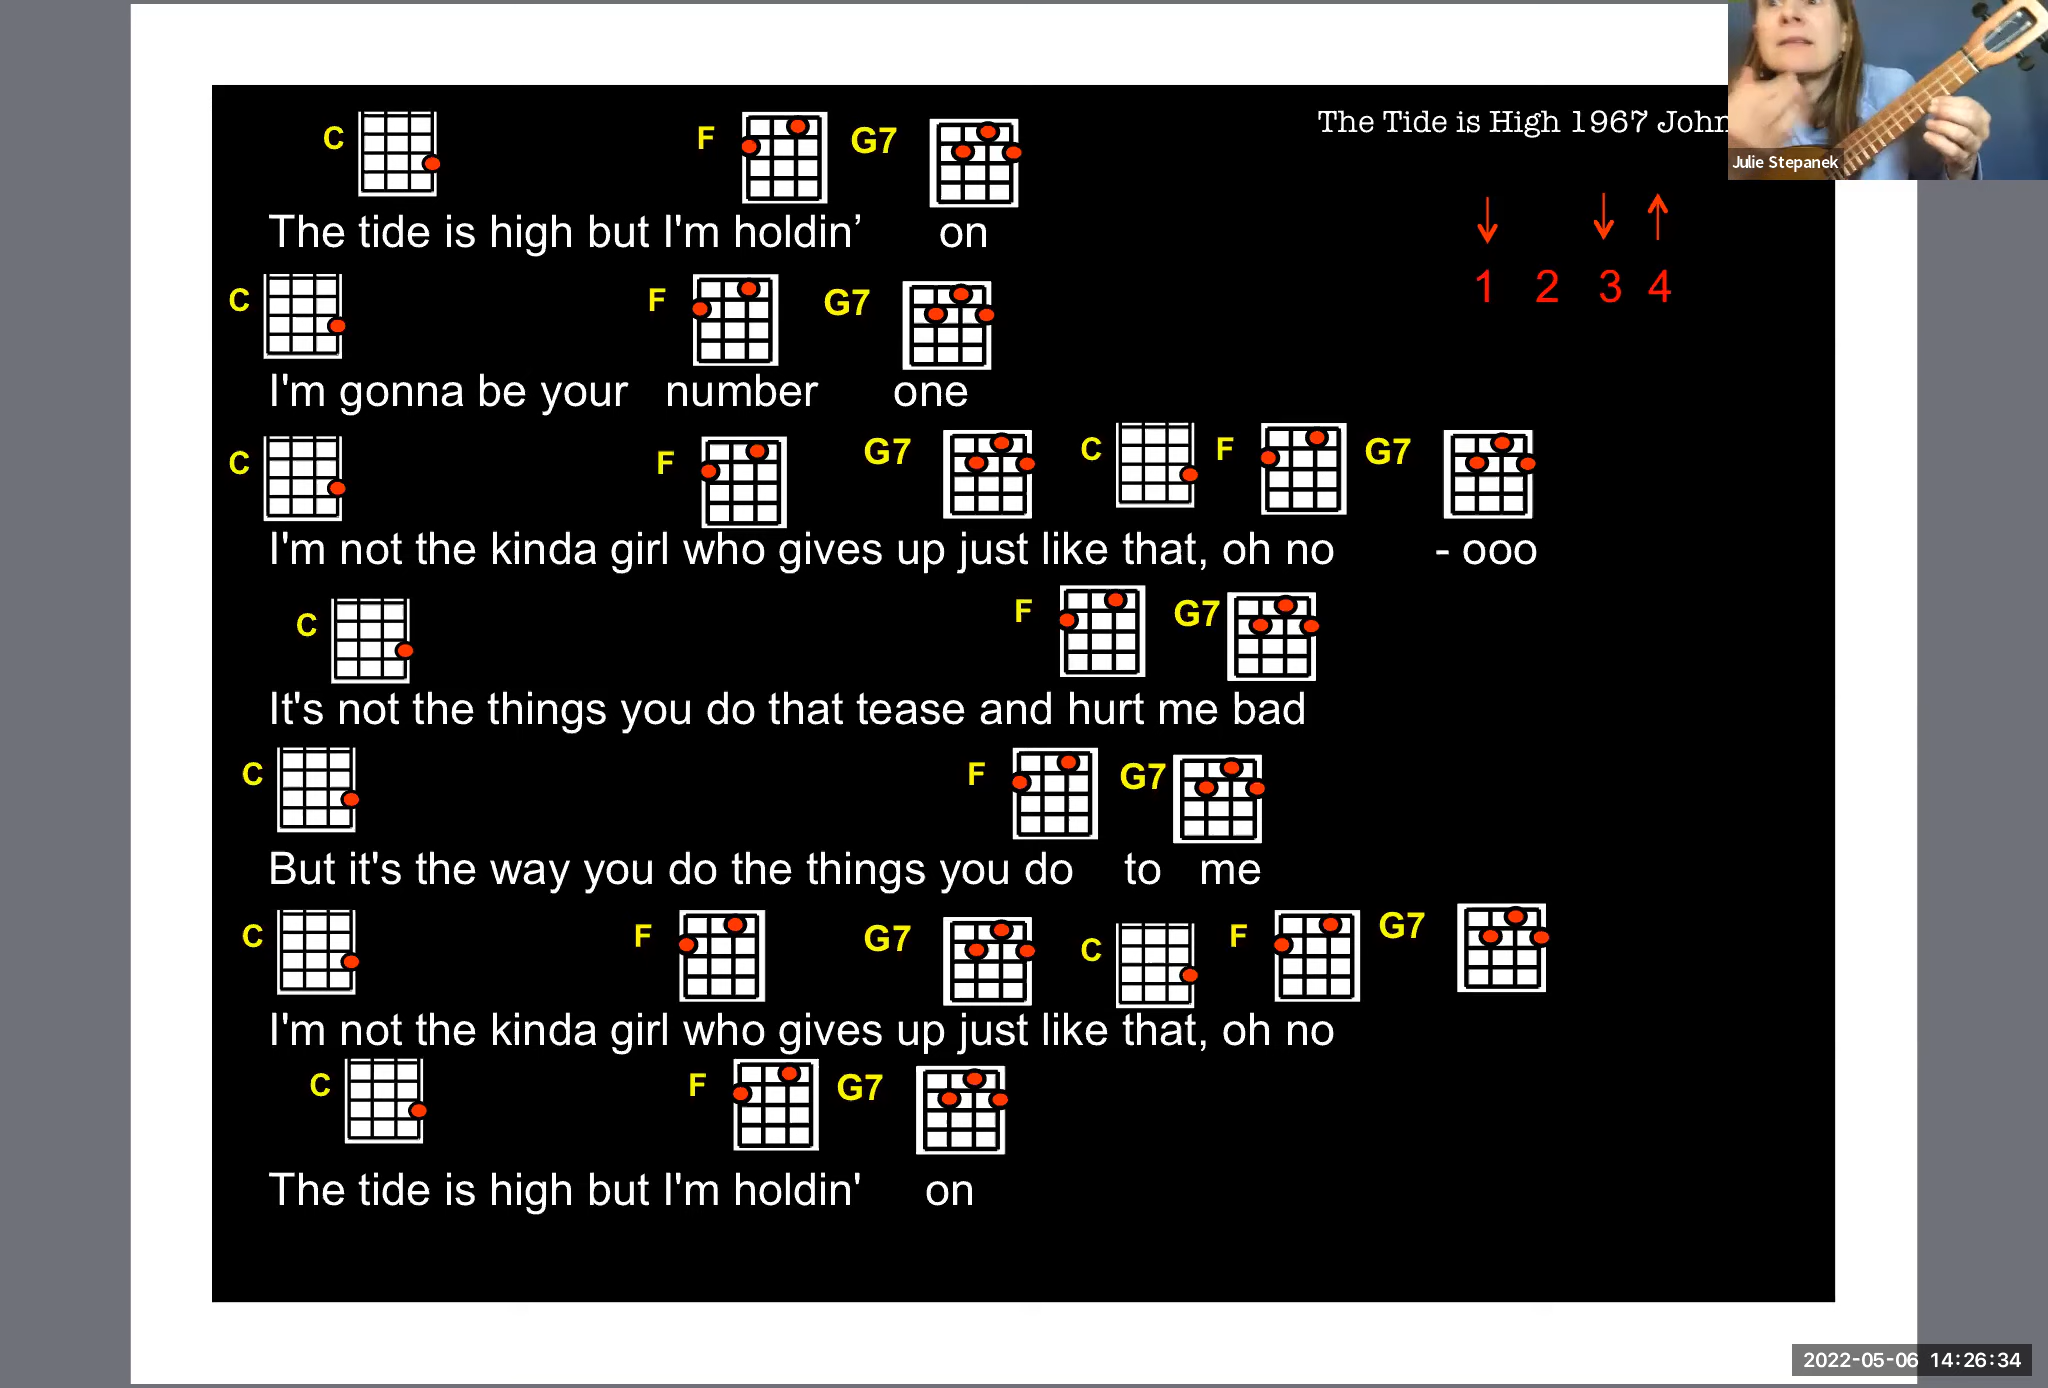 The Tide is High 1967 John
Julie Stepanek
C F G7
The tide is high but I'm holdin’ on
1 2 3 4
C F G7
I'm gonna be your number one
C F G7 C F G7
I'm not the kinda girl who gives up just like that, oh no - ooo
C F G7
It's not the things you do that tease and hurt me bad
C F G7
But it's the way you do the things you do to me
C F G7 C F G7
I'm not the kinda girl who gives up just like that, oh no
C F G7
The tide is high but I'm holdin' on
2022-05-06 14:26:34